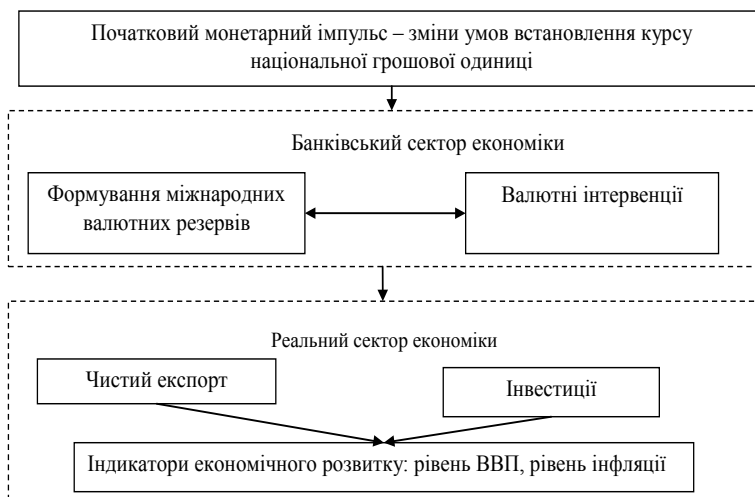 Початковий монетарний імпульс – зміни умов встановлення курсу
національної грошової одиниці
Банківський сектор економіки
Формування міжнародних
валютних резервів
Валютні інтервенції
Реальний сектор економіки
Чистий експорт
Інвестиції
Індикатори економічного розвитку: рівень ВВП, рівень інфляції